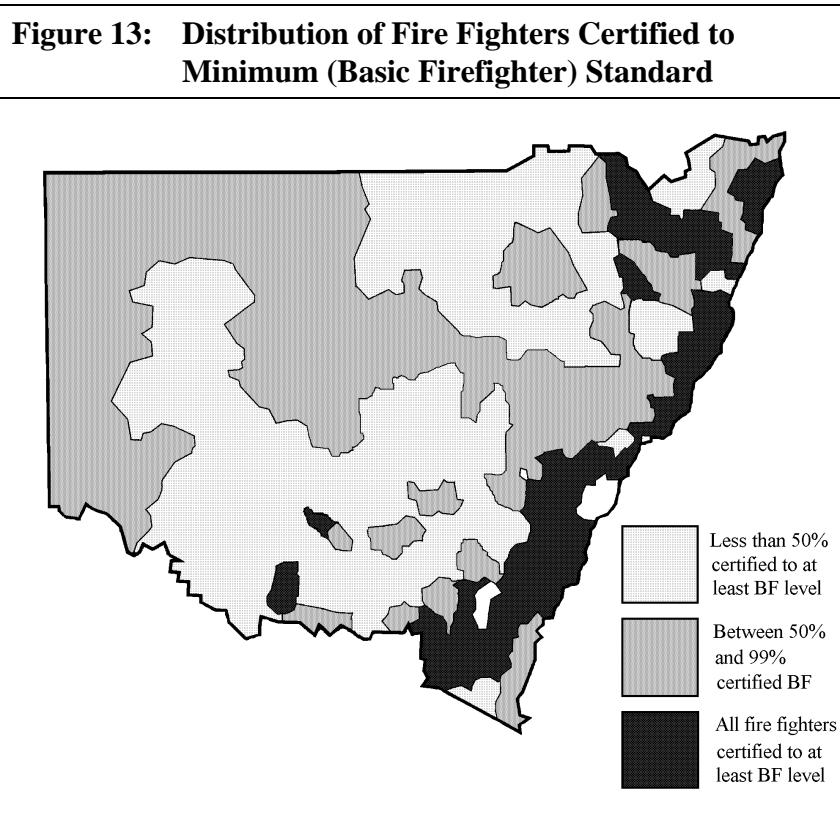 Figure 13: Distribution of Fire Fighters Certified to
Minimum (Basic Firefighter) Standard
Less than 50%
certified to at
least BF level
Between 50%
and 99%
certified BF
All fire fighters
certified to at
least BF level